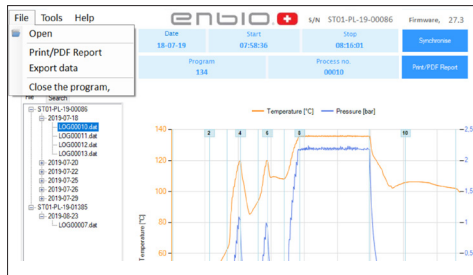 File Tools Help
enbio
S/N ST01-PL-19-00086 Firmware, 27.3
Open
Print/PDF Report
Export data
Close the program,
Date Start Stop
18-07-19 07:58:36 08:16:01
Synchronise
Program Process no.
134 00010
Print/PDF Report
File Search
ST01-PL-19-00086
2019-07-18
LOG00010.dat
LOG00011.dat
LOG00012.dat
LOG00013.dat
2019-07-20
2019-07-22
2019-07-25
2019-07-26
2019-07-29
ST01-PL-19-01385
2019-08-23
LOG00007.dat
Temperature [°C] Pressure [bar]
2 4 6 8 10
140
120
100
80
60
Temperature [°C]
2.5
2
1.5
1
0.5